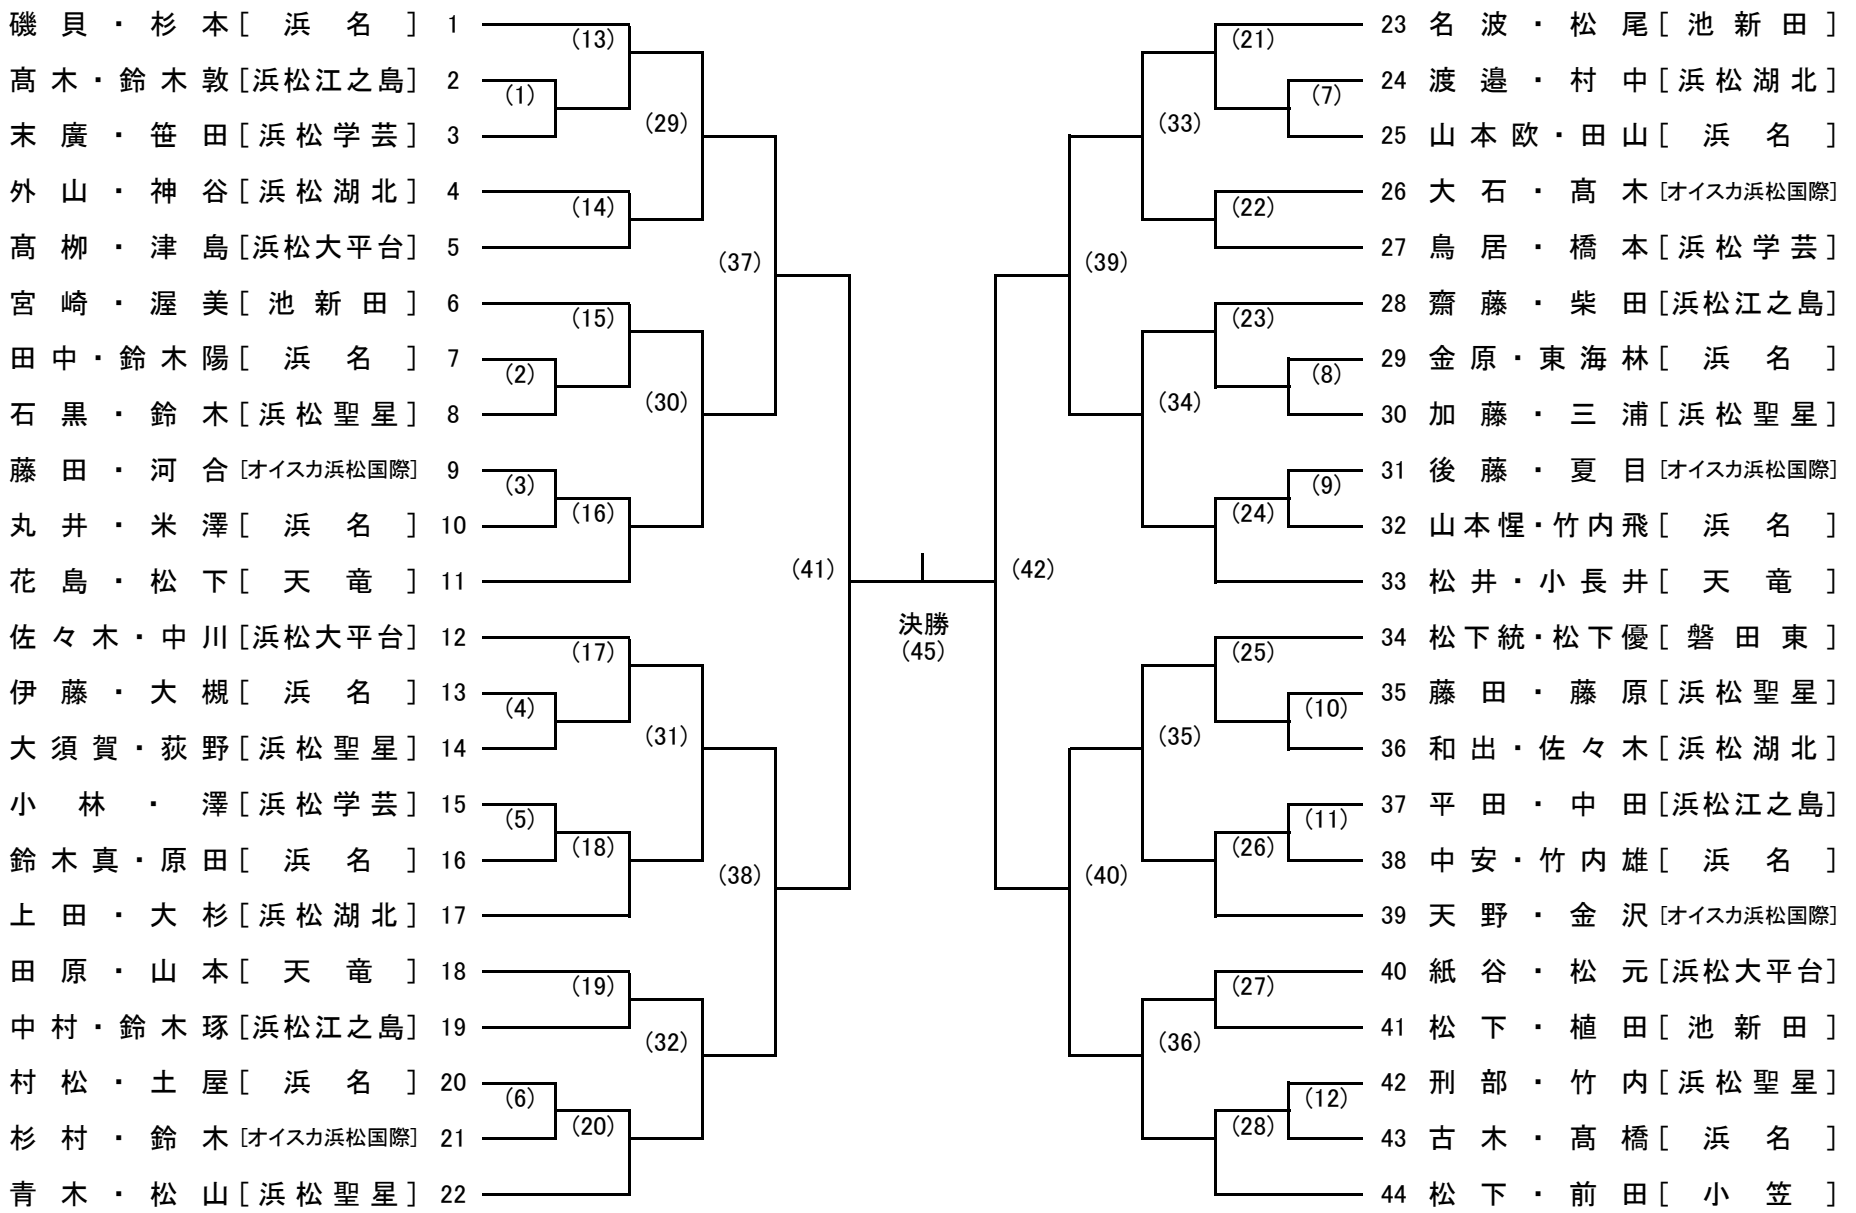 磯貝・杉本[浜名] 1
髙木・鈴木敦[浜松江之島] 2
末廣・笹田[浜松学芸] 3
外山・神谷[浜松湖北] 4
髙栁・津島[浜松大平台] 5
宮崎・渥美[池新田] 6
田中・鈴木陽[浜名] 7
石黒・鈴木[浜松聖星] 8
藤田・河合[オイスカ浜松国際] 9
丸井・米澤[浜名] 10
花島・松下[天竜] 11
佐々木・中川[浜松大平台] 12
伊藤・大槻[浜名] 13
大須賀・荻野[浜松聖星] 14
小林・澤[浜松学芸] 15
鈴木真・原田[浜名] 16
上田・大杉[浜松湖北] 17
田原・山本[天竜] 18
中村・鈴木琢[浜松江之島] 19
村松・土屋[浜名] 20
杉村・鈴木[オイスカ浜松国際] 21
青木・松山[浜松聖星] 22
(1)
(2)
(3)
(4)
(5)
(6)
(13)
(14)
(15)
(16)
(17)
(18)
(19)
(20)
(29)
(30)
(31)
(32)
(37)
(38)
(41)
決勝
(45)
(42)
(39)
(40)
(33)
(34)
(35)
(36)
(21)
(22)
(23)
(24)
(25)
(26)
(27)
(28)
(7)
(8)
(9)
(10)
(11)
(12)
23 名波・松尾[池新田]
24 渡邉・村中[浜松湖北]
25 山本欧・田山[浜名]
26 大石・髙木[オイスカ浜松国際]
27 鳥居・橋本[浜松学芸]
28 齋藤・柴田[浜松江之島]
29 金原・東海林[浜名]
30 加藤・三浦[浜松聖星]
31 後藤・夏目[オイスカ浜松国際]
32 山本惺・竹内飛[浜名]
33 松井・小長井[天竜]
34 松下統・松下優[磐田東]
35 藤田・藤原[浜松聖星]
36 和出・佐々木[浜松湖北]
37 平田・中田[浜松江之島]
38 中安・竹内雄[浜名]
39 天野・金沢[オイスカ浜松国際]
40 紙谷・松元[浜松大平台]
41 松下・植田[池新田]
42 刑部・竹内[浜松聖星]
43 古木・髙橋[浜名]
44 松下・前田[小笠]